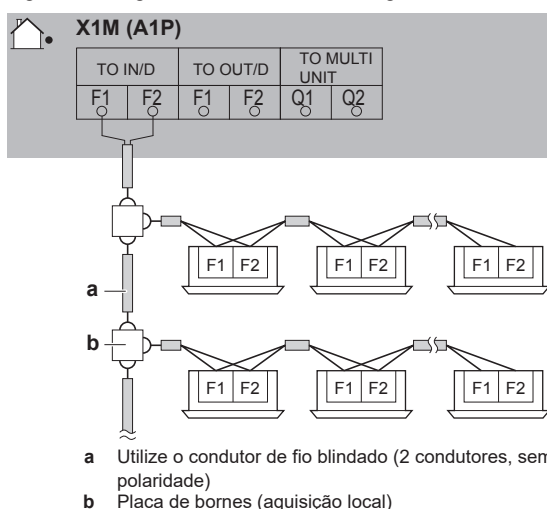 X1M (A1P)
TO IN/D TO OUT/D TO MULTI UNIT
F1 F2 F1 F2 Q1 Q2
F1 F2 F1 F2 F1 F2
a
b
F1 F2 F1 F2 F1 F2
a Utilize o condutor de fio blindado (2 condutores, sem
polaridade)
b Placa de bornes (aquisição local)